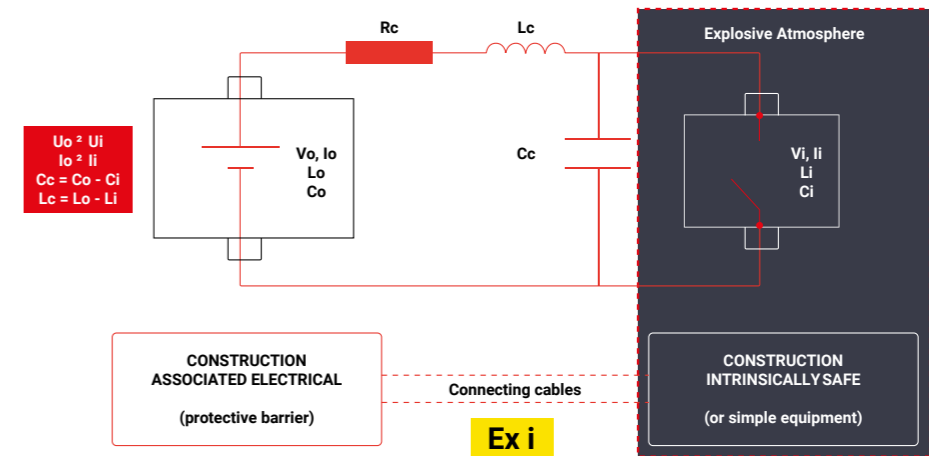 Rc
Lc
Explosive Atmosphere
Uo ² Ui
Io ² Ii
Cc = Co - Ci
Lc = Lo - Li
Vo, Io
Lo
Co
Cc
Vi, Ii
Li
Ci
CONSTRUCTION
ASSOCIATED ELECTRICAL
(protective barrier)
Connecting cables
CONSTRUCTION
INTRINSICALLY SAFE
(or simple equipment)
Ex i